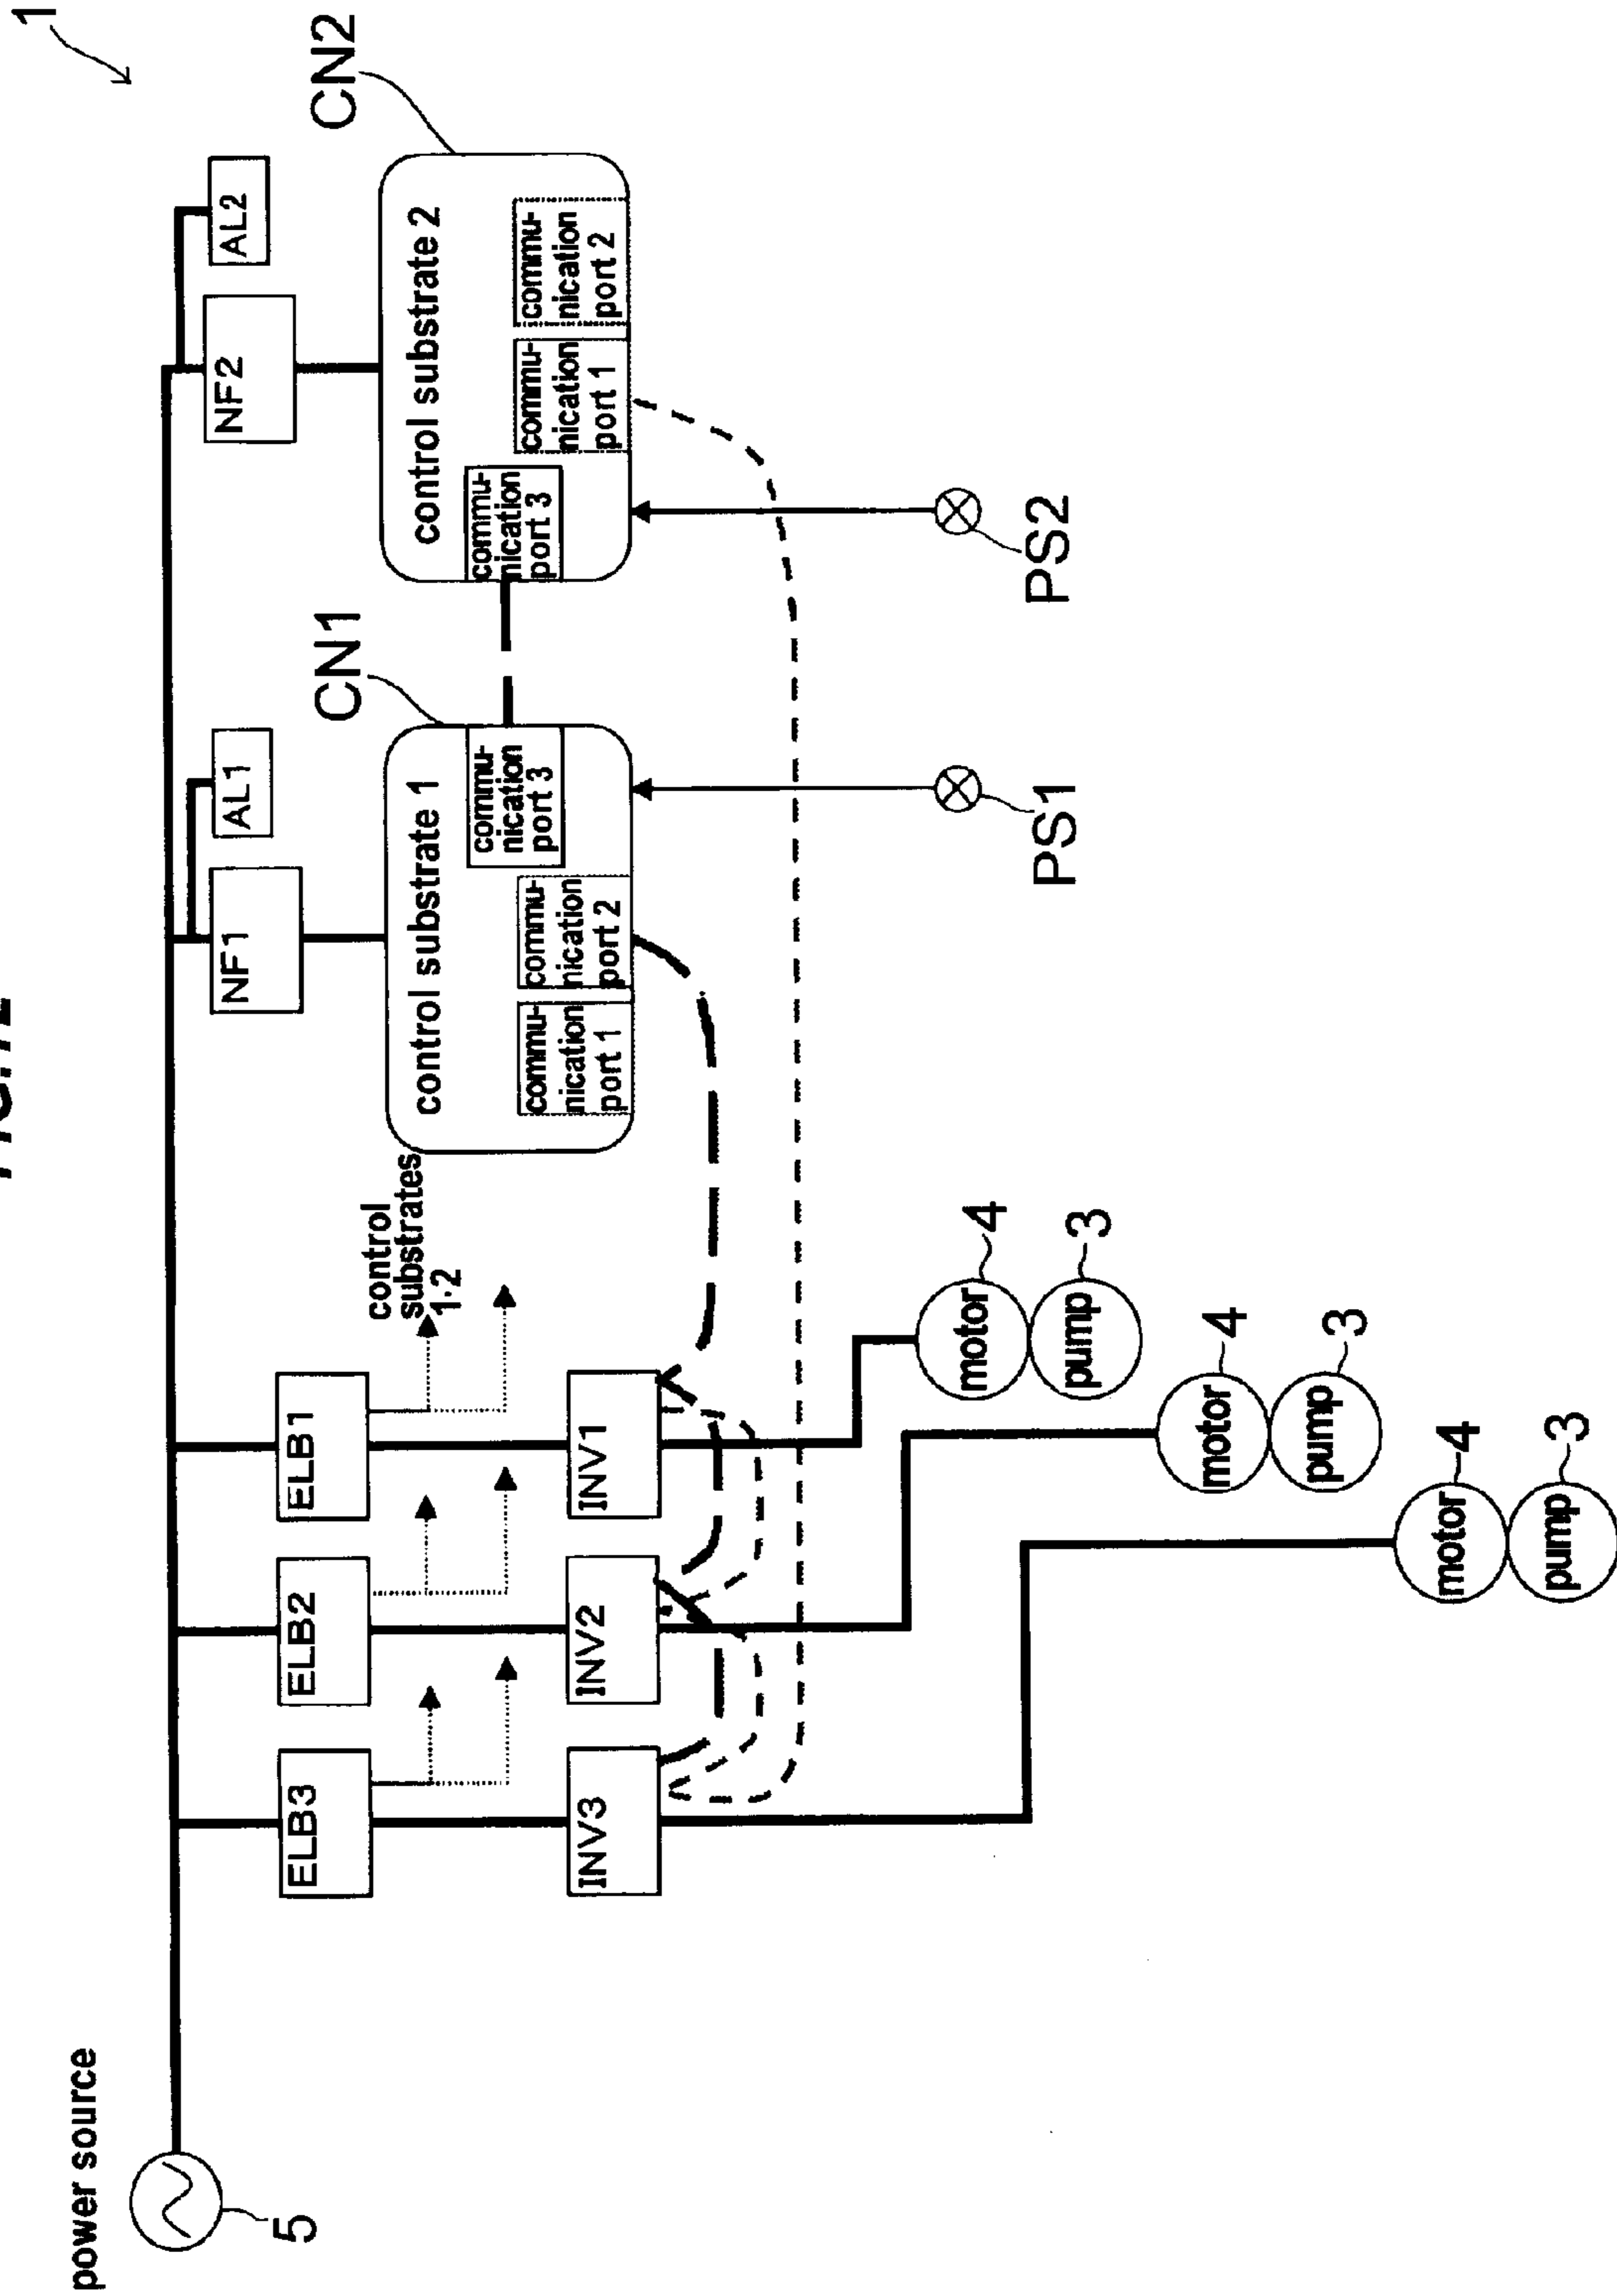 1
power source
5
AL1
AL2
NF1
NF2
ELB3
ELB2
ELB1
control
substrates
1·2
CN1
CN2
control substrate 1
commu-
nication
port 1
commu-
nication
port 2
commu-
nication
port 3
control substrate 2
commu-
nication
port 3
commu-
nication
port 1
commu-
nication
port 2
INV3
INV2
INV1
PS1
PS2
motor
4
pump
3
motor
4
pump
3
motor
4
pump
3